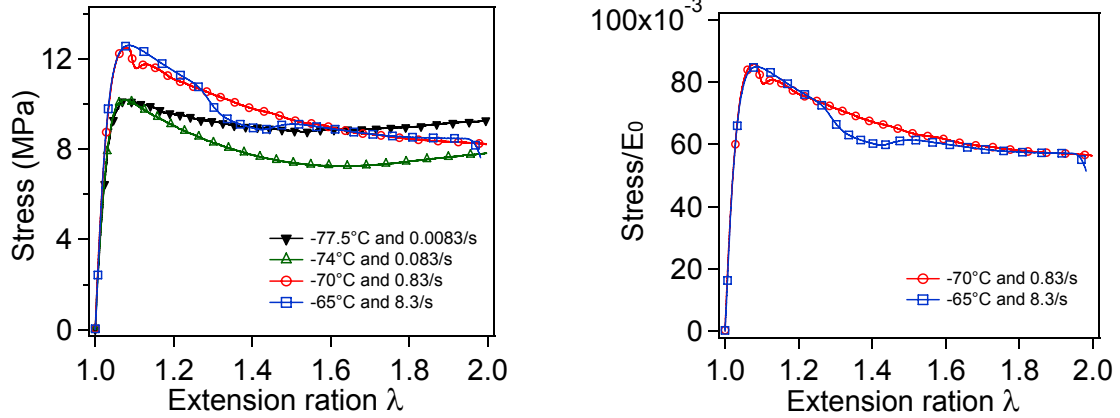 Stress (MPa)
12
8
4
0
-77.5°C and 0.0083/s
-74°C and 0.083/s
-70°C and 0.83/s
-65°C and 8.3/s
1.0 1.2 1.4 1.6 1.8 2.0
Extension ration λ
Stress/E0
100x10-3
80
60
40
20
0
-70°C and 0.83/s
-65°C and 8.3/s
1.0 1.2 1.4 1.6 1.8 2.0
Extension ration λ